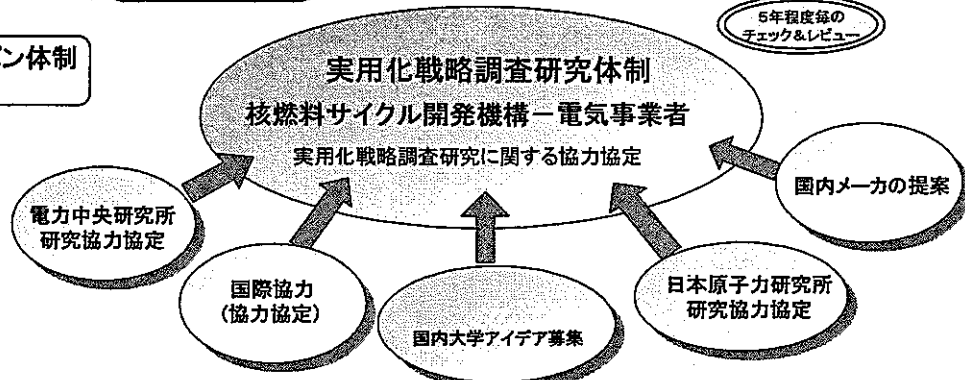 5年程度毎の
チェック&レビュー
ン体制
実用化戦略調査研究体制
核燃料サイクル開発機構－電気事業者
実用化戦略調査研究に関する協力協定
国内メーカの提案
電力中央研究所
研究協力協定
国際協力
(協力協定)
国内大学アイデア募集
日本原子力研究所
研究協力協定